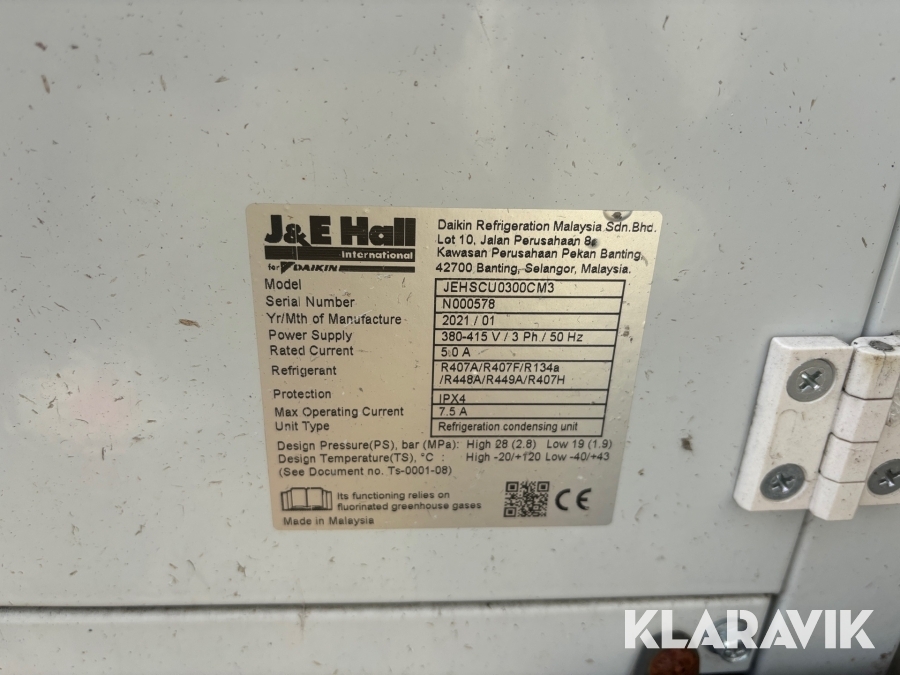 J&E Hall
International
for DAIKIN
Daikin Refrigeration Malaysia Sdn.Bhd.
Lot 10, Jalan Perusahaan 8,
Kawasan Perusahaan Pekan Banting,
42700 Banting, Selangor, Malaysia.
Model JEHSCU0300CM3
Serial Number N000578
Yr/Mth of Manufacture 2021 / 01
Power Supply 380-415 V / 3 Ph / 50 Hz
Rated Current 5.0 A
Refrigerant R407A/R407F/R134a
/R448A/R449A/R407H
Protection IPX4
Max Operating Current 7.5 A
Unit Type Refrigeration condensing unit
Design Pressure(PS), bar (MPa): High 28 (2.8) Low 19 (1.9)
Design Temperature(TS), °C : High -20/+120 Low -40/+43
(See Document no. Ts-0001-08)
Its functioning relies on
fluorinated greenhouse gases
CE
Made in Malaysia
KLARAVIK